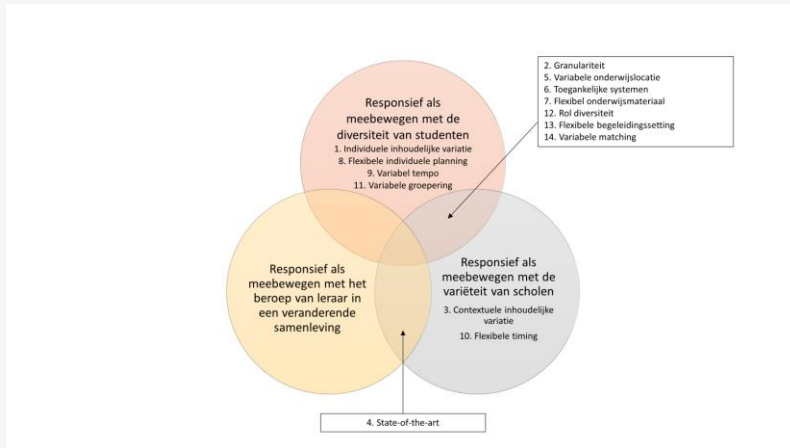 Responsief als
meebewegen met de
diversiteit van studenten
1. Individuele inhoudelijke variatie
8. Flexibele individuele planning
9. Variabel tempo
11. Variabele groepering
2. Granulariteit
5. Variabele onderwijslocatie
6. Toegankelijke systemen
7. Flexibel onderwijsmateriaal
12. Rol diversiteit
13. Flexibele begeleidingssetting
14. Variabele matching
Responsief als
meebewegen met het
beroep van leraar in
een veranderende
samenleving
Responsief als
meebewegen met de
variëteit van scholen
3. Contextuele inhoudelijke
variatie
10. Flexibele timing
4. State-of-the-art